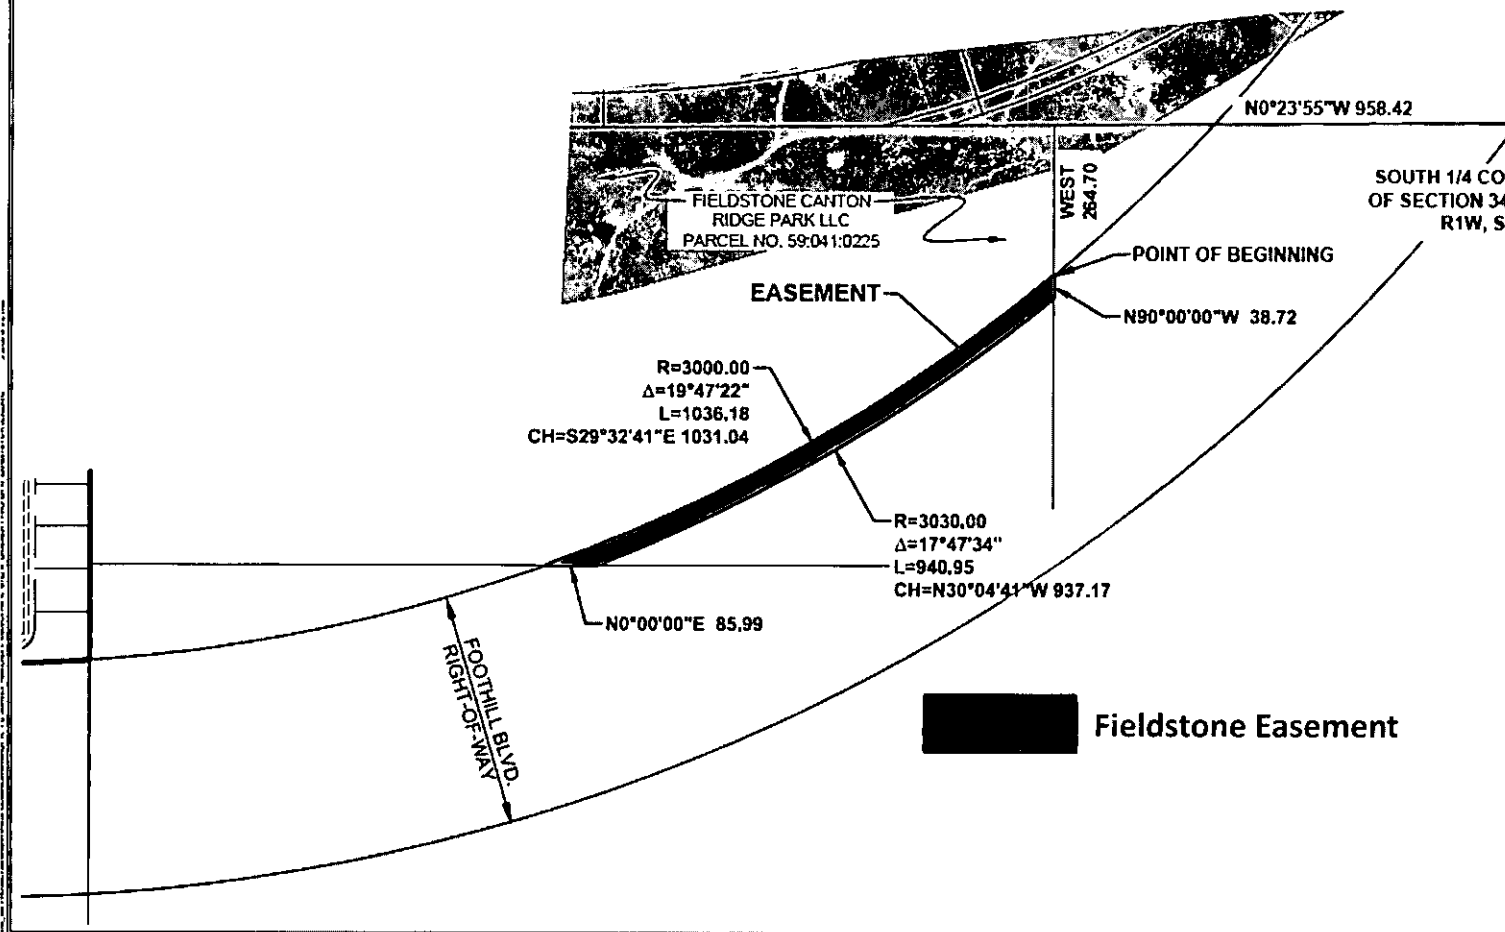 N0°23'55"W 958.42
SOUTH 1/4 CO
OF SECTION 34
R1W, S
WEST
264.70
FIELDSTONE CANTON
RIDGE PARK LLC
PARCEL NO. 59:041:0225
POINT OF BEGINNING
EASEMENT
N90°00'00"W 38.72
R=3000.00
Δ=19°47'22"
L=1036.18
CH=S29°32'41"E 1031.04
R=3030.00
Δ=17°47'34"
L=940.95
CH=N30°04'41"W 937.17
N0°00'00"E 85.99
FOOTHILL BLVD.
RIGHT-OF-WAY
Fieldstone Easement